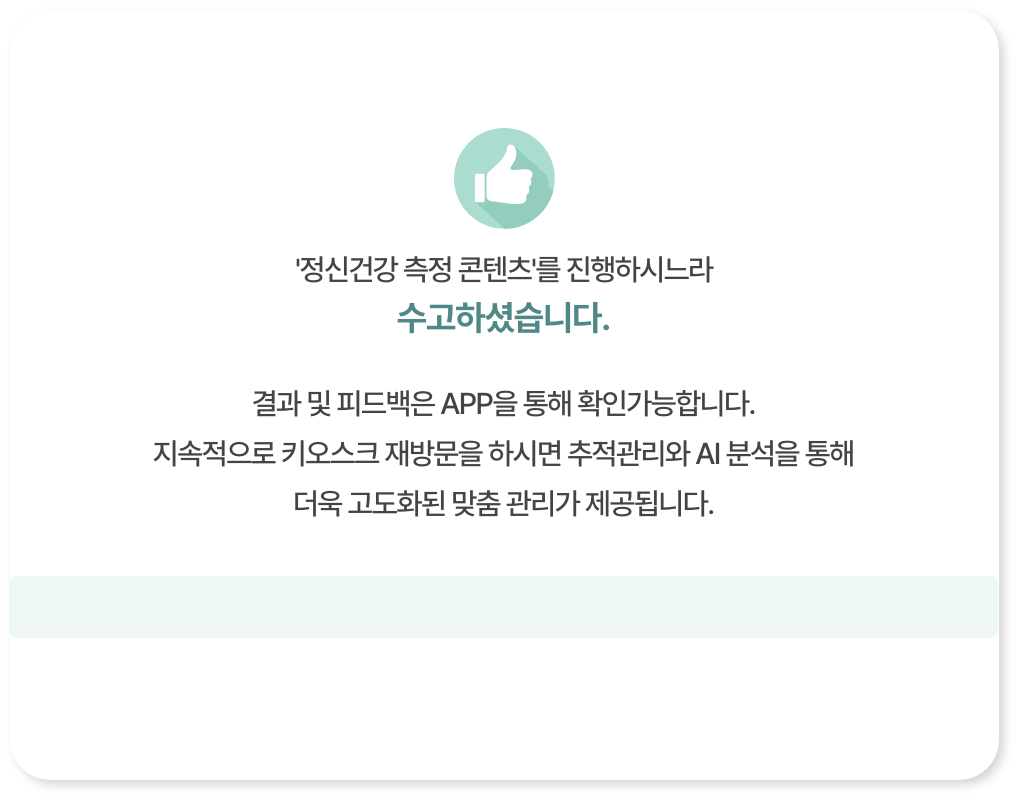 '정신건강 측정 콘텐츠'를 진행하시느라
수고하셨습니다.
결과 및 피드백은 APP을 통해 확인가능합니다.
지속적으로 키오스크 재방문을 하시면 추적관리와 AI 분석을 통해
더욱 고도화된 맞춤 관리가 제공됩니다.